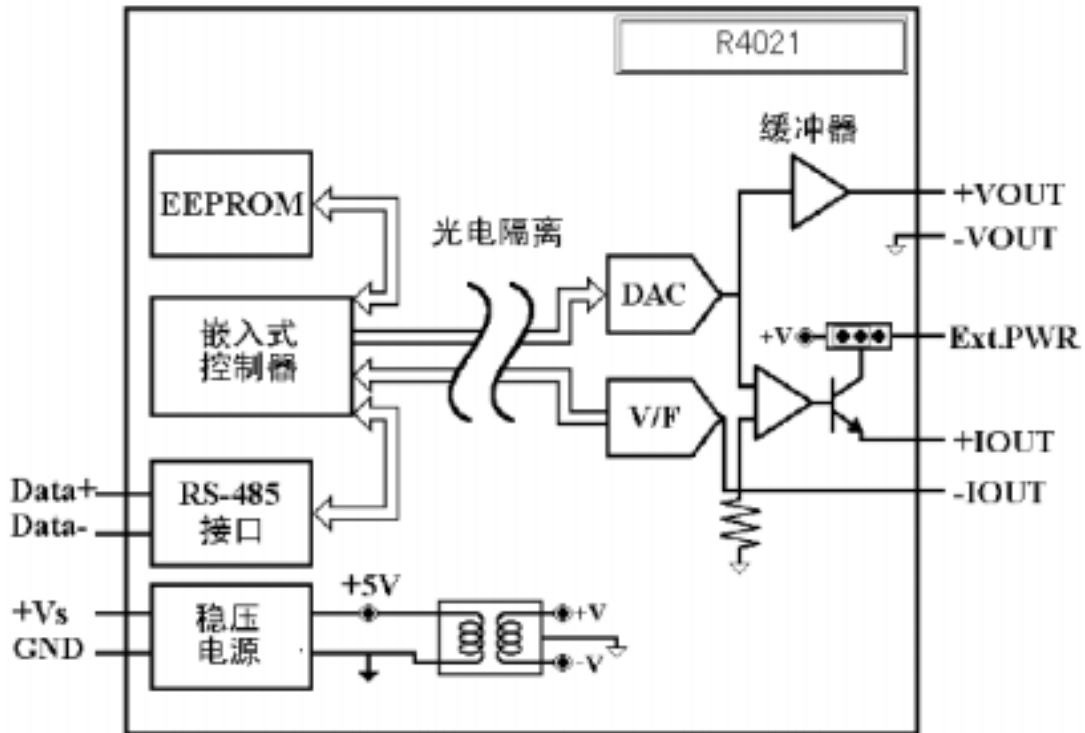 R4021
缓冲器
EEPROM
+VOUT
-VOUT
光电隔离
DAC
嵌入式
控制器
+V
Ext.PWR
V/F
+IOUT
-IOUT
Data+
Data-
RS-485
接口
+5V
+Vs
GND
稳压
电源
+V
-V